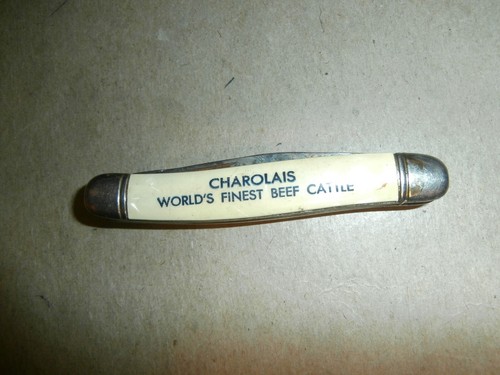 CHAROLAIS
WORLD'S FINEST BEEF CATTLE